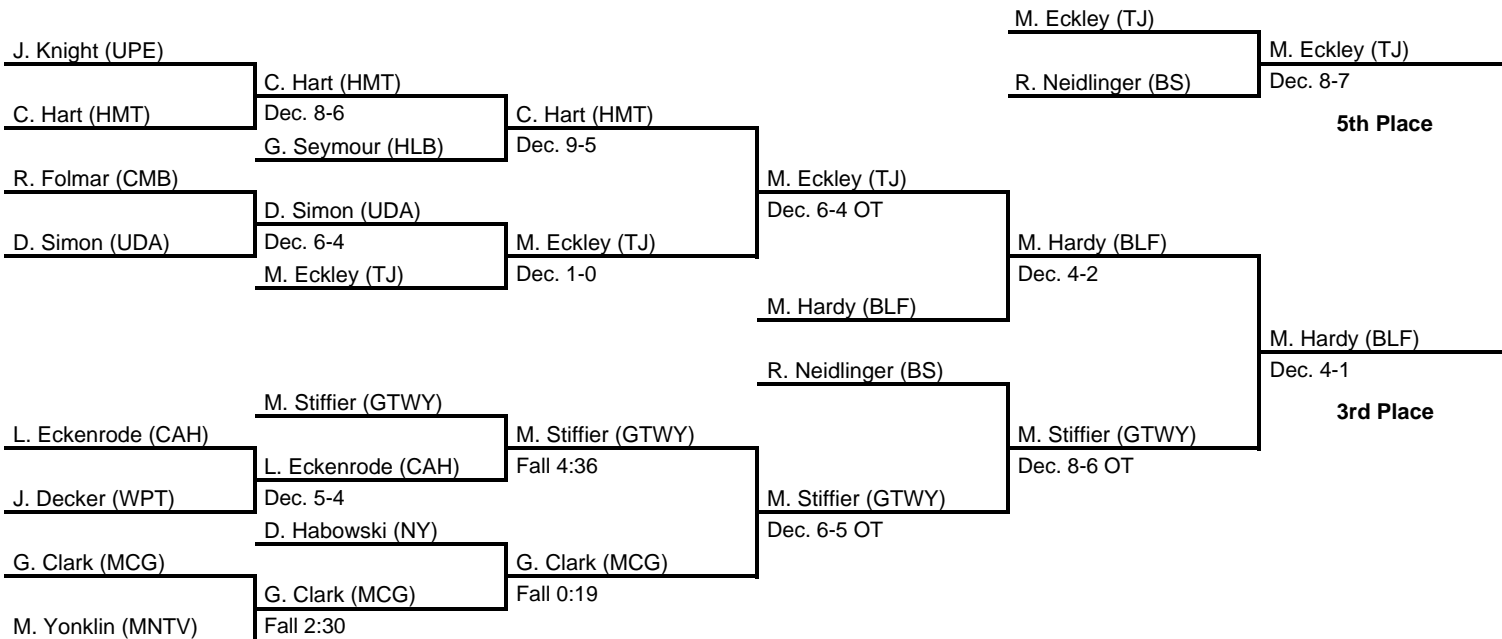 M. Eckley (TJ)
J. Knight (UPE)
M. Eckley (TJ)
C. Hart (HMT)
R. Neidlinger (BS)
Dec. 8-7
C. Hart (HMT)
Dec. 8-6
C. Hart (HMT)
5th Place
G. Seymour (HLB)
Dec. 9-5
R. Folmar (CMB)
M. Eckley (TJ)
D. Simon (UDA)
Dec. 6-4 OT
D. Simon (UDA)
Dec. 6-4
M. Eckley (TJ)
M. Hardy (BLF)
M. Eckley (TJ)
Dec. 1-0
Dec. 4-2
M. Hardy (BLF)
M. Hardy (BLF)
R. Neidlinger (BS)
Dec. 4-1
M. Stiffier (GTWY)
3rd Place
L. Eckenrode (CAH)
M. Stiffier (GTWY)
M. Stiffier (GTWY)
L. Eckenrode (CAH)
Fall 4:36
Dec. 8-6 OT
J. Decker (WPT)
Dec. 5-4
M. Stiffier (GTWY)
D. Habowski (NY)
Dec. 6-5 OT
G. Clark (MCG)
G. Clark (MCG)
G. Clark (MCG)
Fall 0:19
M. Yonklin (MNTV)
Fall 2:30